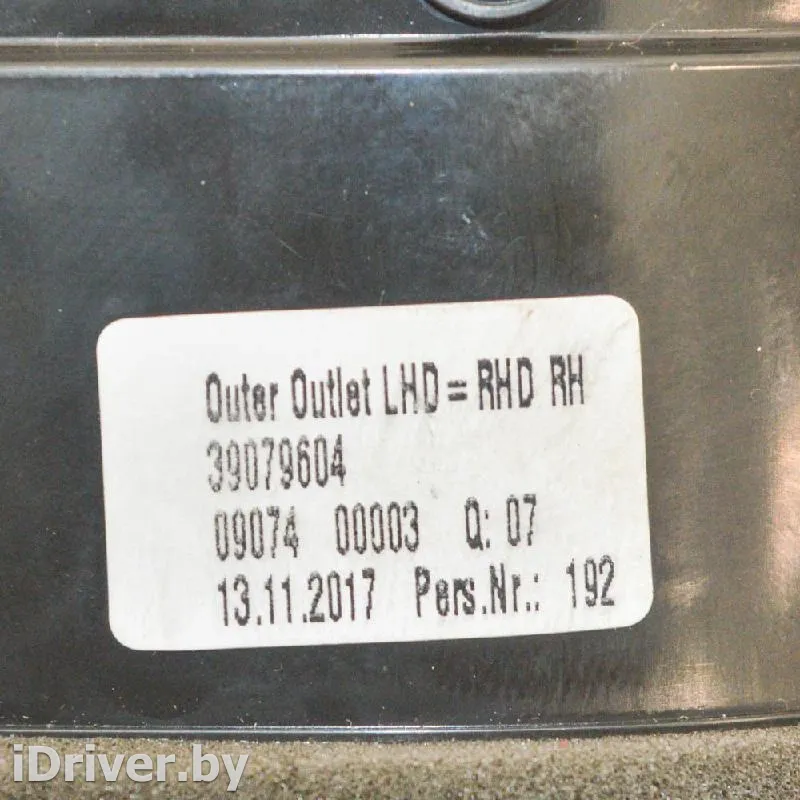 Outer Outlet LHD = RHD RH
39079604
09074 00003 Q: 07
13.11.2017 Pers.Nr.: 192
iDriver.by